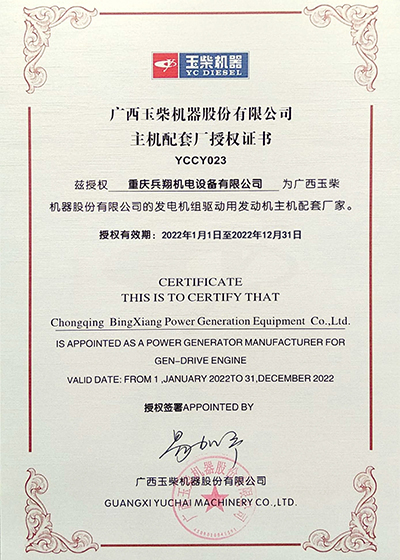 玉柴机器
YC DIESEL
广西玉柴机器股份有限公司
主机配套厂授权证书
YCCY023
兹授权 重庆兵翔机电设备有限公司 为广西玉柴
机器股份有限公司的发电机组驱动用发动机主机配套厂家。
授权有效期：2022年1月1日至2022年12月31日
CERTIFICATE
THIS IS TO CERTIFY THAT
Chongqing BingXiang Power Generation Equipment Co.,Ltd.
IS APPOINTED AS A POWER GENERATOR MANUFACTURER FOR
GEN-DRIVE ENGINE
VALID DATE: FROM 1 ,JANUARY 2022TO 31,DECEMBER 2022
授权签署APPOINTED BY
广西玉柴机器股份有限公司
GUANGXI YUCHAI MACHINERY CO.,LTD.